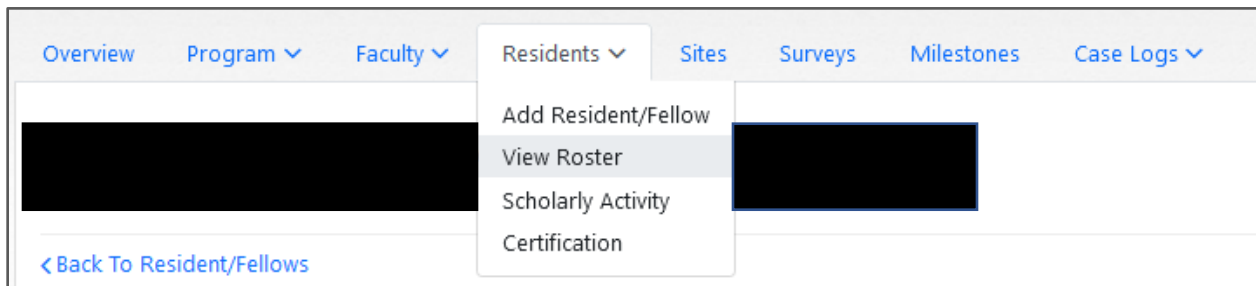 Overview Program Faculty Residents Sites Surveys Milestones Case Logs
Add Resident/Fellow
View Roster
Scholarly Activity
Certification
Back To Resident/Fellows